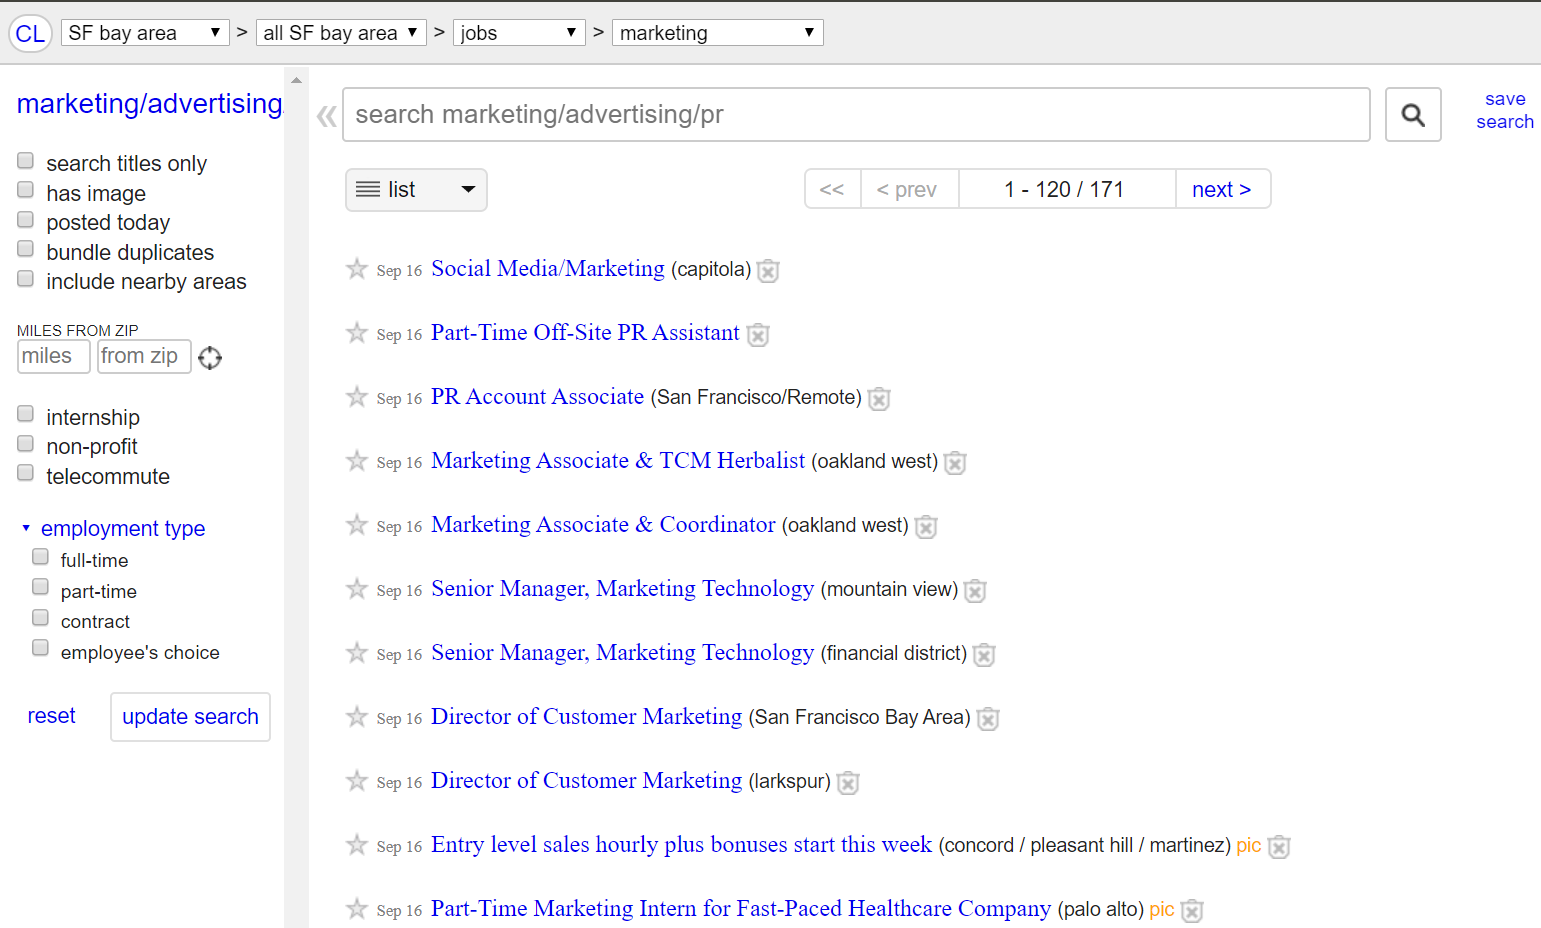 CL SF bay area > all SF bay area > jobs > marketing
marketing/advertising
search titles only
has image
posted today
bundle duplicates
include nearby areas
MILES FROM ZIP
miles from zip
internship
non-profit
telecommute
employment type
full-time
part-time
contract
employee's choice
reset update search
« search marketing/advertising/pr
save
search
list
<< < prev 1 - 120 / 171 next >
Sep 16 Social Media/Marketing (capitola)
Sep 16 Part-Time Off-Site PR Assistant
Sep 16 PR Account Associate (San Francisco/Remote)
Sep 16 Marketing Associate & TCM Herbalist (oakland west)
Sep 16 Marketing Associate & Coordinator (oakland west)
Sep 16 Senior Manager, Marketing Technology (mountain view)
Sep 16 Senior Manager, Marketing Technology (financial district)
Sep 16 Director of Customer Marketing (San Francisco Bay Area)
Sep 16 Director of Customer Marketing (larkspur)
Sep 16 Entry level sales hourly plus bonuses start this week (concord / pleasant hill / martinez) pic
Sep 16 Part-Time Marketing Intern for Fast-Paced Healthcare Company (palo alto) pic